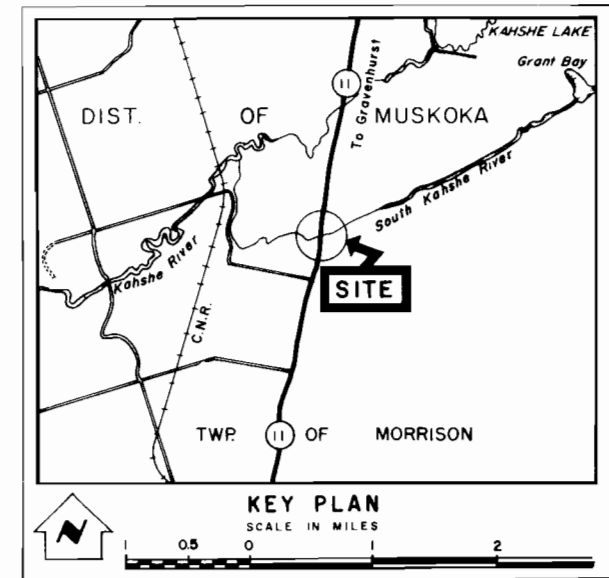 KAHSHE LAKE
Grant Bay
11
To Gravenhurst
DIST. OF MUSKOKA
South Kahshe River
Kahshe River
SITE
C.N.R.
TWP. 11 OF MORRISON
N
KEY PLAN
SCALE IN MILES
1 0.5 0 1 2